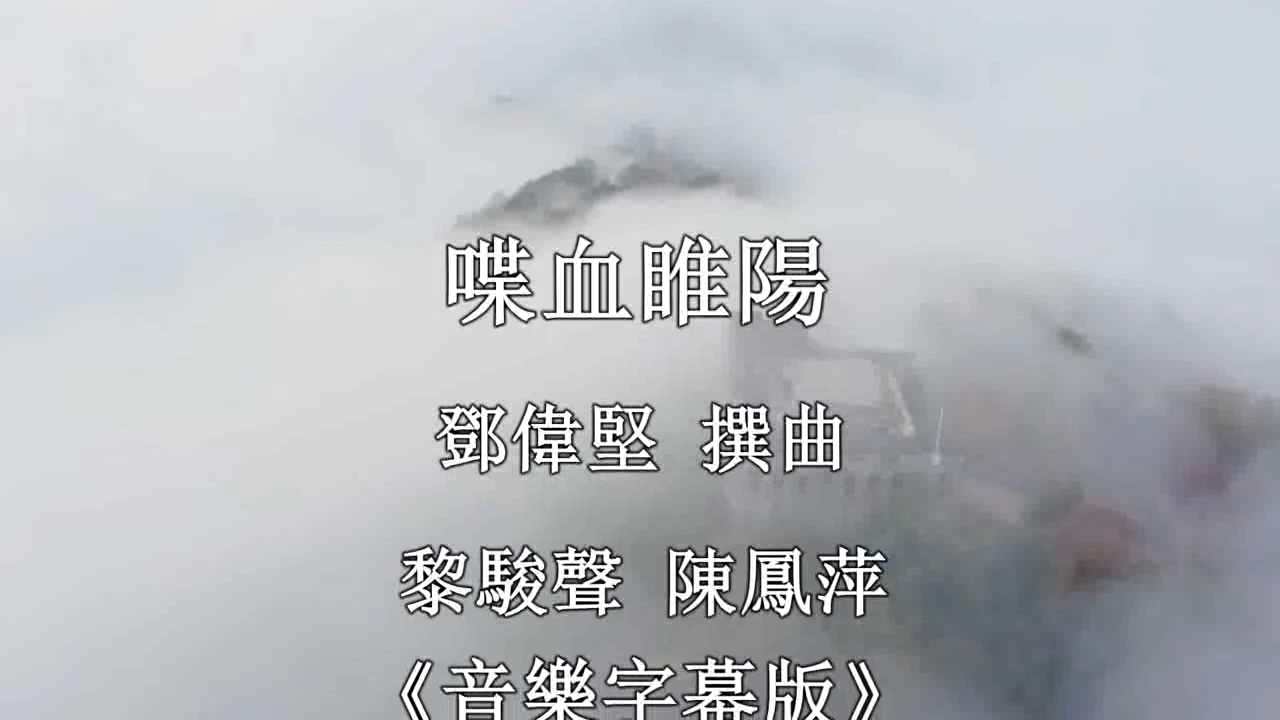 喋血睢陽
鄧偉堅 撰曲
黎駿聲 陳鳳萍
《音樂字幕版》